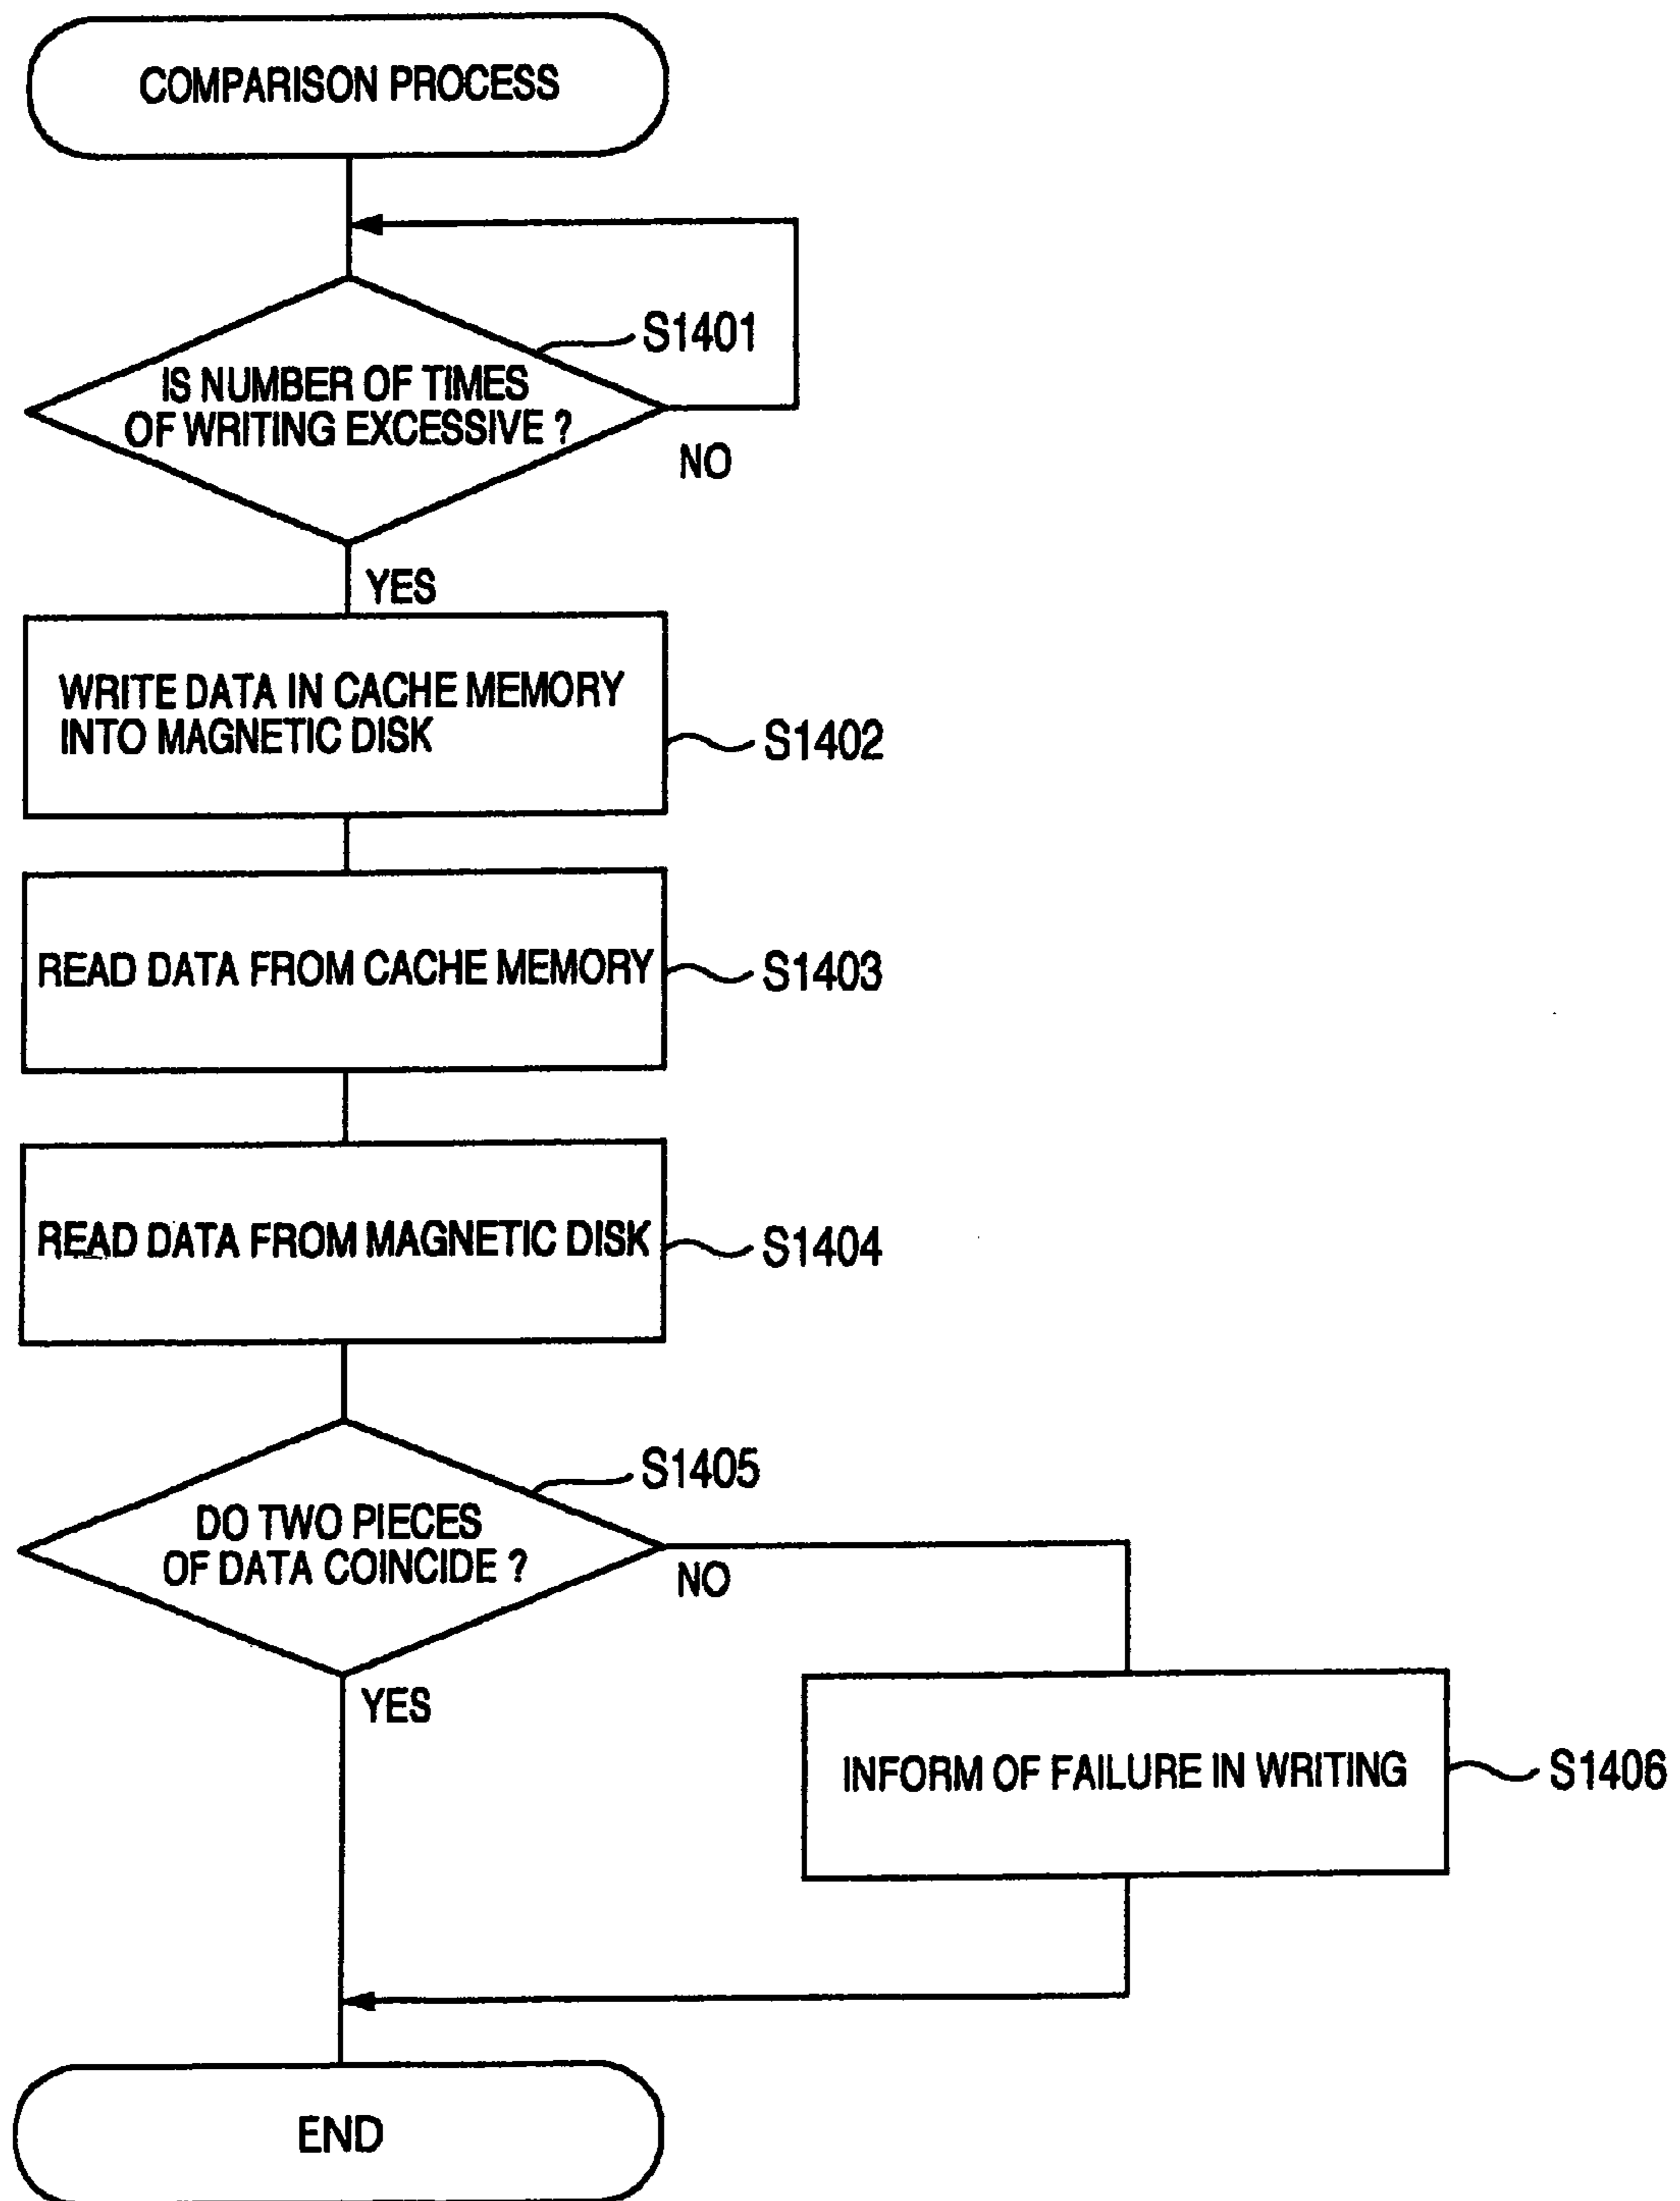 COMPARISON PROCESS
S1401
IS NUMBER OF TIMES
OF WRITING EXCESSIVE ?
NO
YES
WRITE DATA IN CACHE MEMORY
INTO MAGNETIC DISK
S1402
READ DATA FROM CACHE MEMORY
S1403
READ DATA FROM MAGNETIC DISK
S1404
S1405
DO TWO PIECES
OF DATA COINCIDE ?
NO
YES
INFORM OF FAILURE IN WRITING
S1406
END